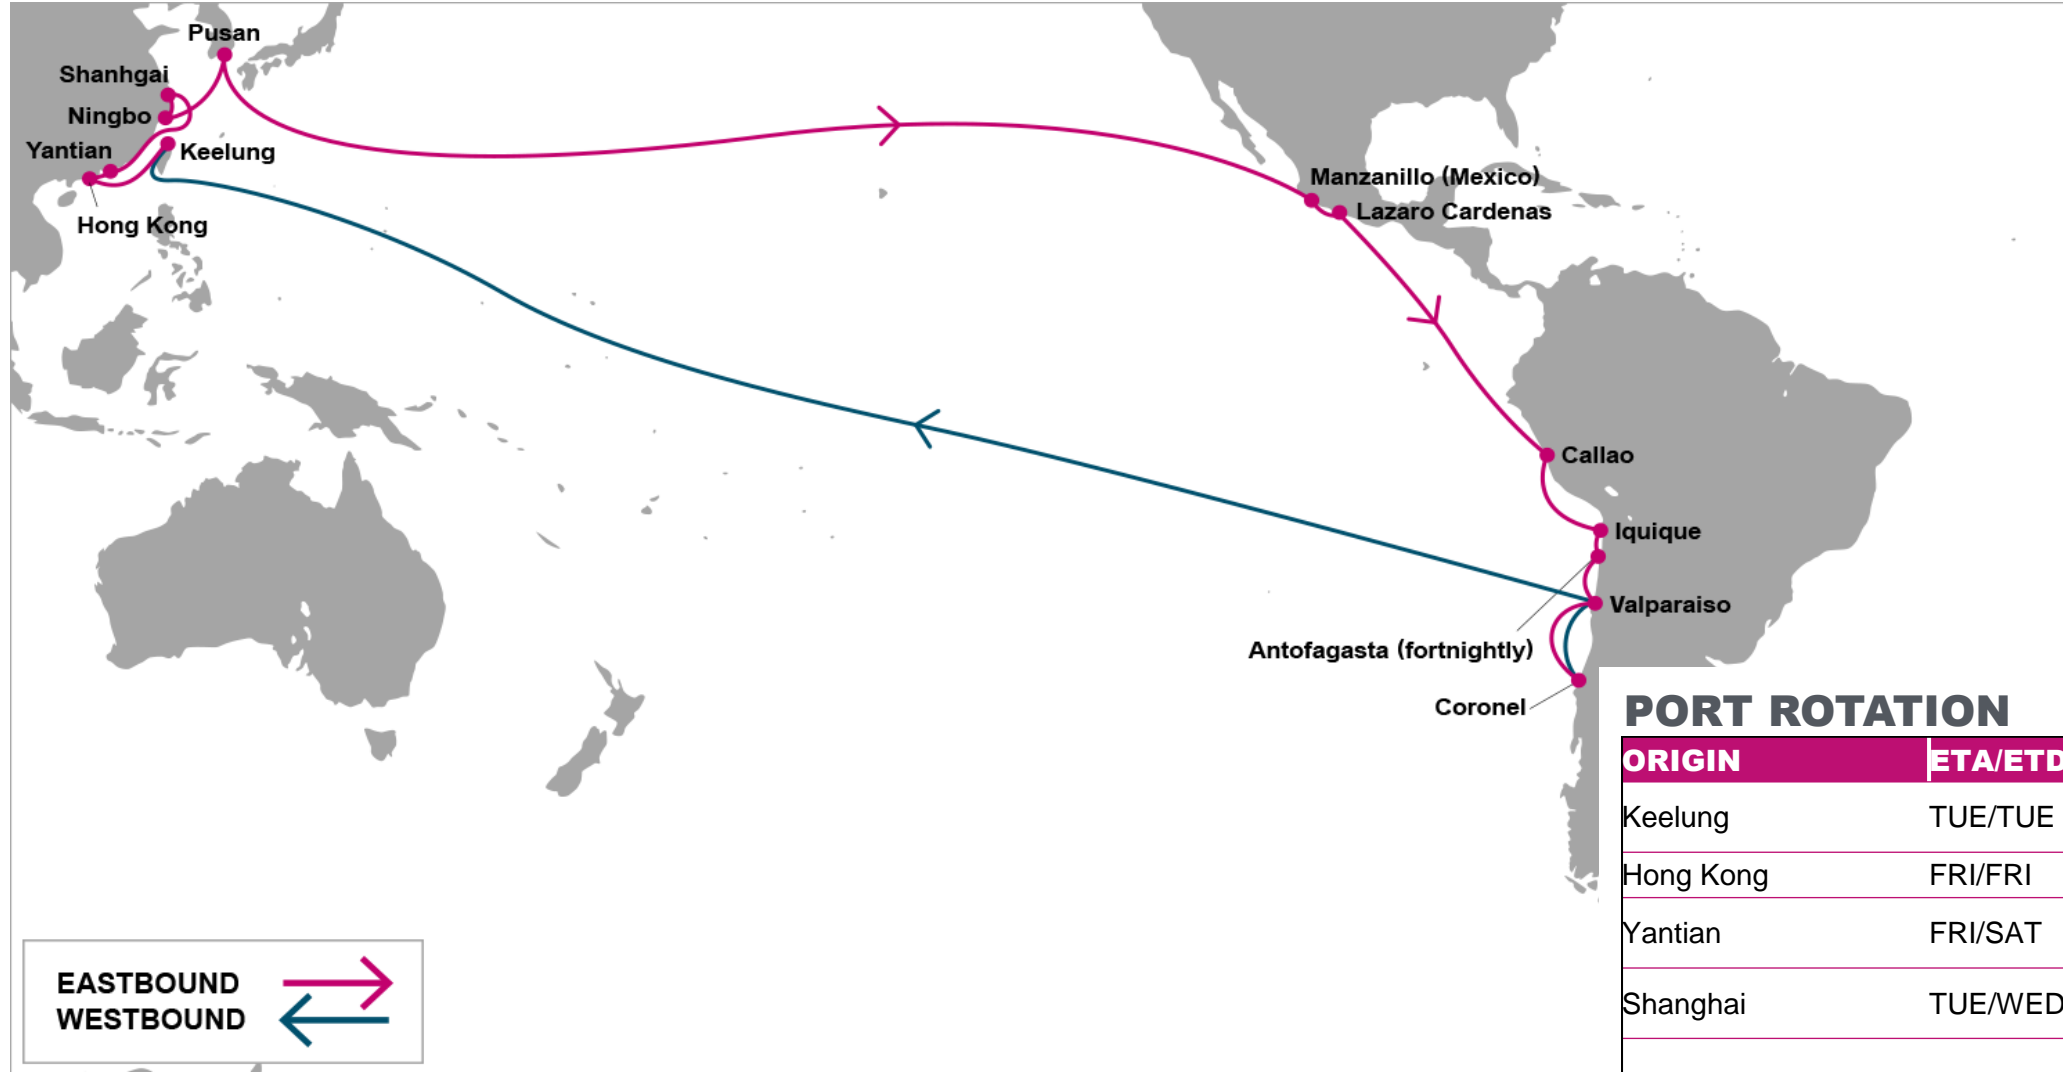 Pusan
Shanhgai
Ningbo
Yantian
Keelung
Hong Kong
Manzanillo (Mexico)
Lazaro Cardenas
Callao
Iquique
Valparaiso
Antofagasta (fortnightly)
Coronel
PORT ROTATION
ORIGIN ETA/ETD
Keelung TUE/TUE
Hong Kong FRI/FRI
Yantian FRI/SAT
Shanghai TUE/WED
EASTBOUND
WESTBOUND